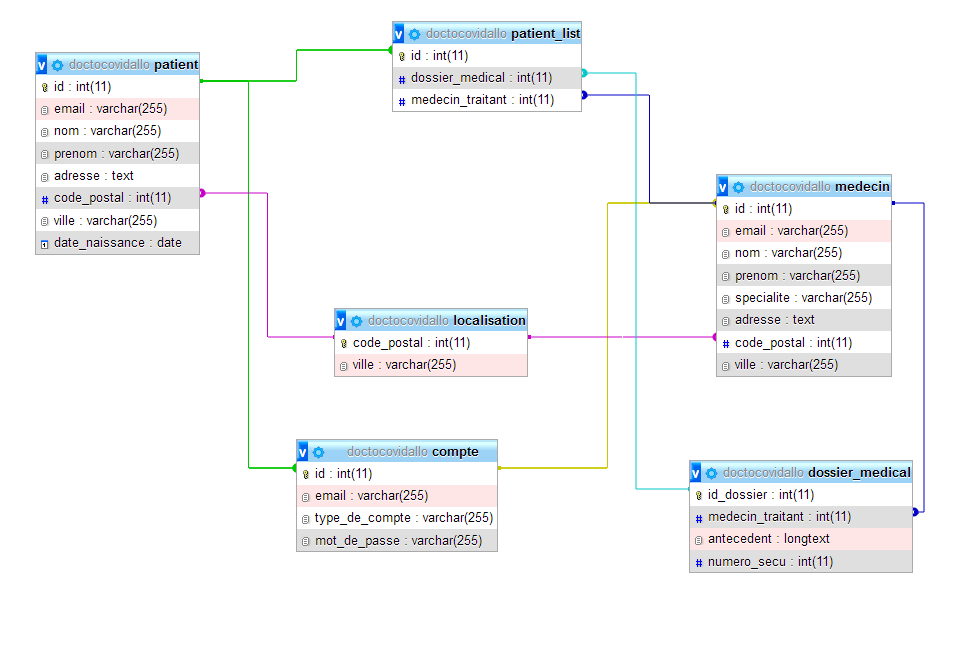 doctocovidallo patient_list
id : int(11)
dossier_medical : int(11)
medecin_traitant : int(11)
doctocovidallo patient
id : int(11)
email : varchar(255)
nom : varchar(255)
prenom : varchar(255)
adresse : text
code_postal : int(11)
ville : varchar(255)
date_naissance : date
doctocovidallo medecin
id : int(11)
email : varchar(255)
nom : varchar(255)
prenom : varchar(255)
specialite : varchar(255)
adresse : text
code_postal : int(11)
ville : varchar(255)
doctocovidallo localisation
code_postal : int(11)
ville : varchar(255)
doctocovidallo compte
id : int(11)
email : varchar(255)
type_de_compte : varchar(255)
mot_de_passe : varchar(255)
doctocovidallo dossier_medical
id_dossier : int(11)
medecin_traitant : int(11)
antecedent : longtext
numero_secu : int(11)